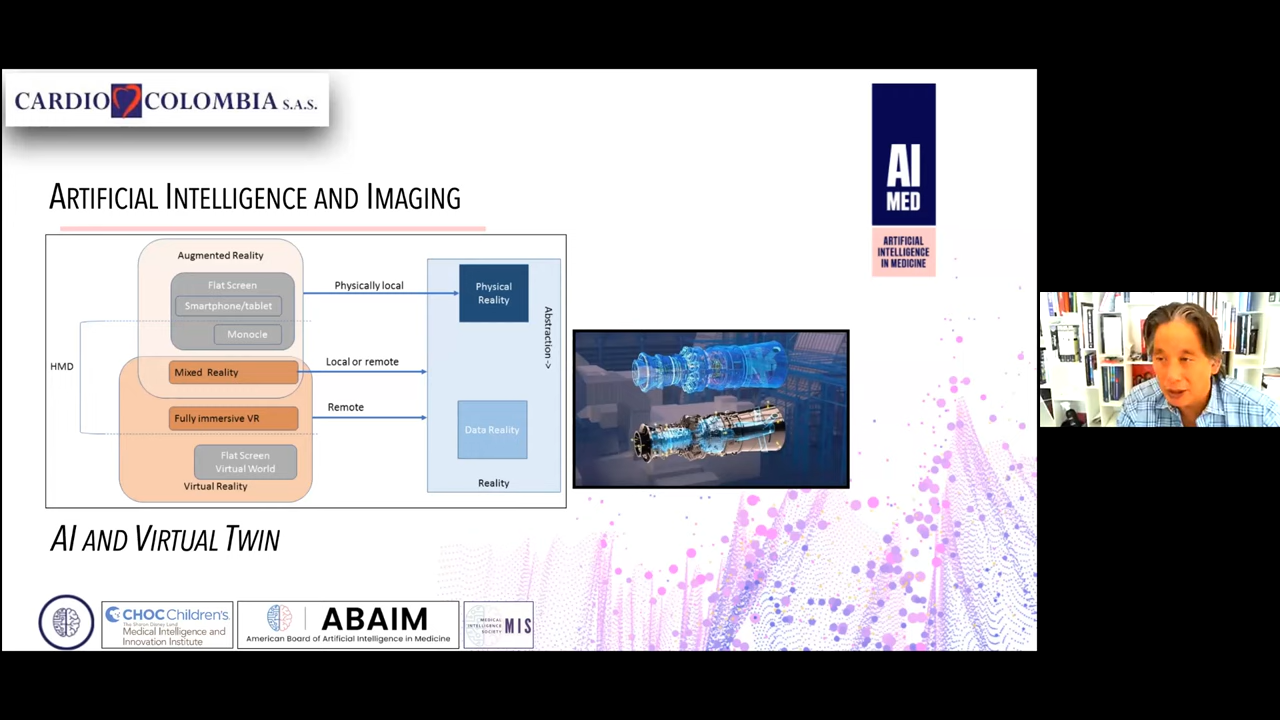 CARDIO COLOMBIA S.A.S.
AI
MED
ARTIFICIAL
INTELLIGENCE
IN MEDICINE
ARTIFICIAL INTELLIGENCE AND IMAGING
Augmented Reality
Flat Screen
Smartphone/tablet
Monocle
HMD
Mixed Reality
Fully immersive VR
Flat Screen
Virtual World
Virtual Reality
Physically local
Local or remote
Remote
Physical
Reality
Abstraction->
Data Reality
Reality
AI AND VIRTUAL TWIN
CHOC Children's.
Medical Intelligence and
Innovation Institute
ABAIM
American Board of Artificial Intelligence in Medicine
MEDICAL
INTELLIGENCE
SOCIETY
MIS